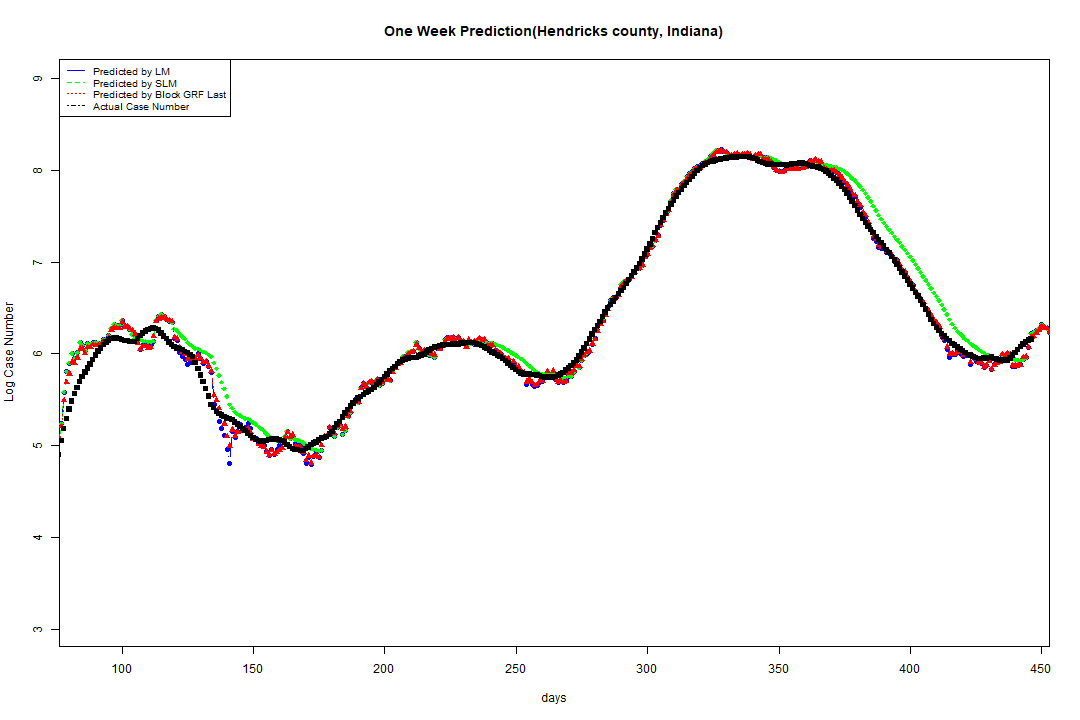 One Week Prediction(Hendricks county, Indiana)
Predicted by LM
Predicted by SLM
Predicted by Block GRF Last
Actual Case Number
9
8
7
6
5
4
3
Log Case Number
100 150 200 250 300 350 400 450
days